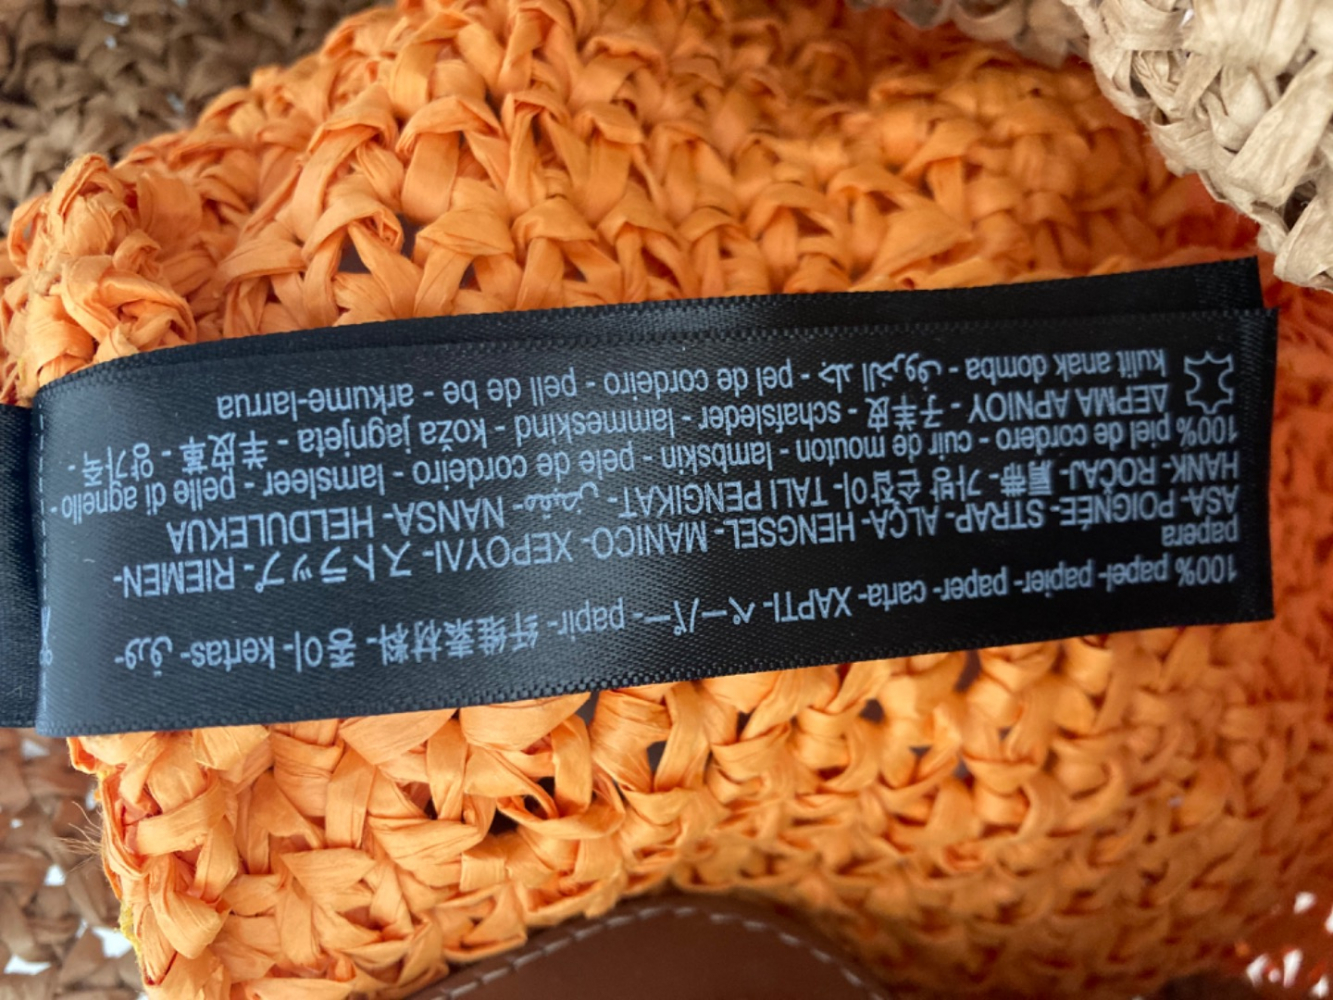 100% papel- papier- paper- carta- ΧΑΡΤΙ- ペーパー- papir- 纤维素材料- 종이- kertas- ورق-
papera
ASA- POIGNÉE- STRAP- ALÇA- HENGSEL- MANICO- ΧΕΡΟΥΛΙ- ストラップ- RIEMEN-
HANK- ROČAJ- 肩帶- 가방 손잡이- TALI PENGIKAT- مقبض- NANSA- HELDULEKUA
100% piel de cordero - cuir de mouton - lambskin - pele de cordeiro - lamsleer - pelle di agnello -
ΔΕΡΜΑ ΑΡΝΙΟΥ - 子羊皮 - schafsleder - lammeskind - koža jagnjeta - 羊皮革 - 양가죽 -
kulit anak domba - جلد الخروف - pel de cordeiro - pell de be - arkume-larrua